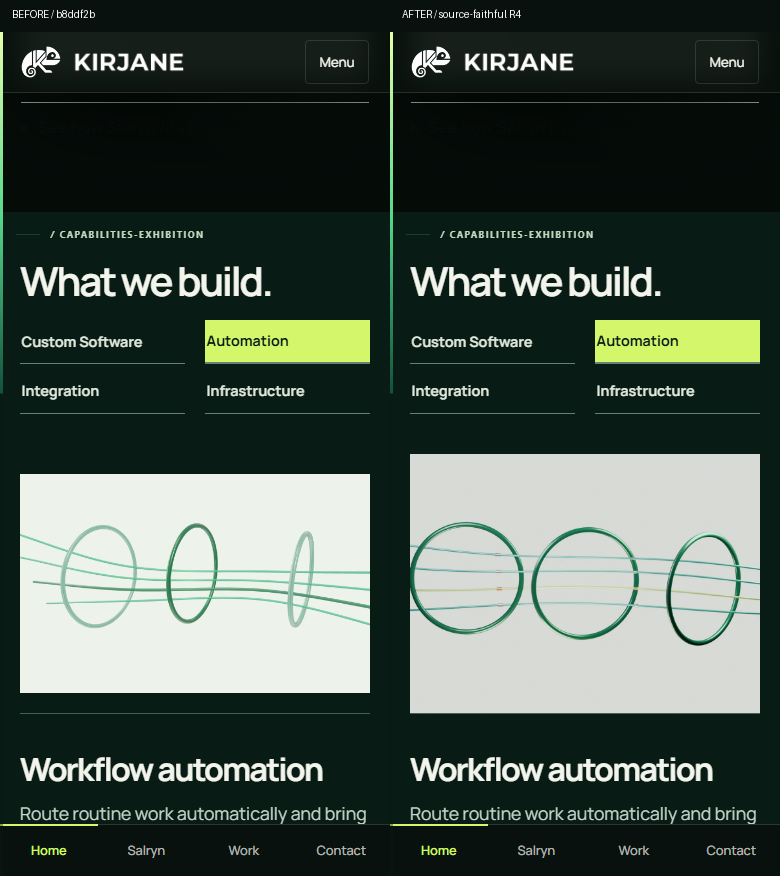 BEFORE / b8ddf2b
KIRJANE
Menu
/ CAPABILITIES-EXHIBITION
What we build.
Custom Software
Automation
Integration
Infrastructure
Workflow automation
Route routine work automatically and bring
Home
Salryn
Work
Contact
AFTER / source-faithful R4
KIRJANE
Menu
/ CAPABILITIES-EXHIBITION
What we build.
Custom Software
Automation
Integration
Infrastructure
Workflow automation
Route routine work automatically and bring
Home
Salryn
Work
Contact